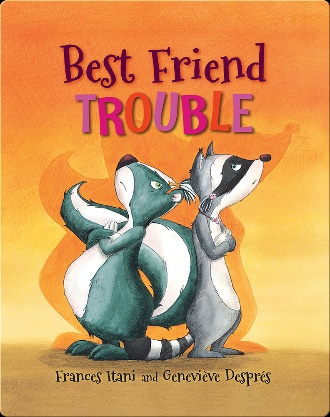 Best Friend
TROUBLE
Frances Itani and Geneviève Després